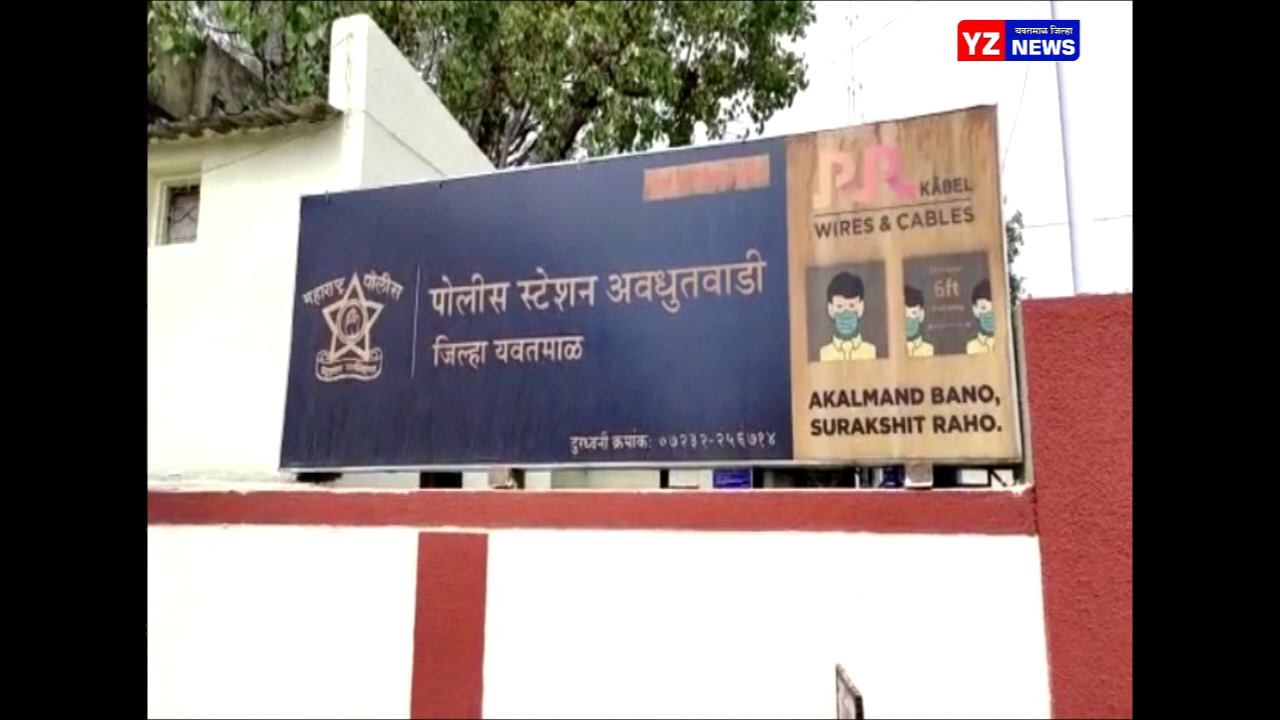 यवतमाळ जिल्हा
YZ NEWS
RR KABEL
WIRES & CABLES
महाराष्ट्र पोलीस
पोलीस स्टेशन अवधुतवाडी
जिल्हा यवतमाळ
6ft
AKALMAND BANO,
SURAKSHIT RAHO.
दुरध्वनी क्रमांक: ०७२३२-२५६७१४